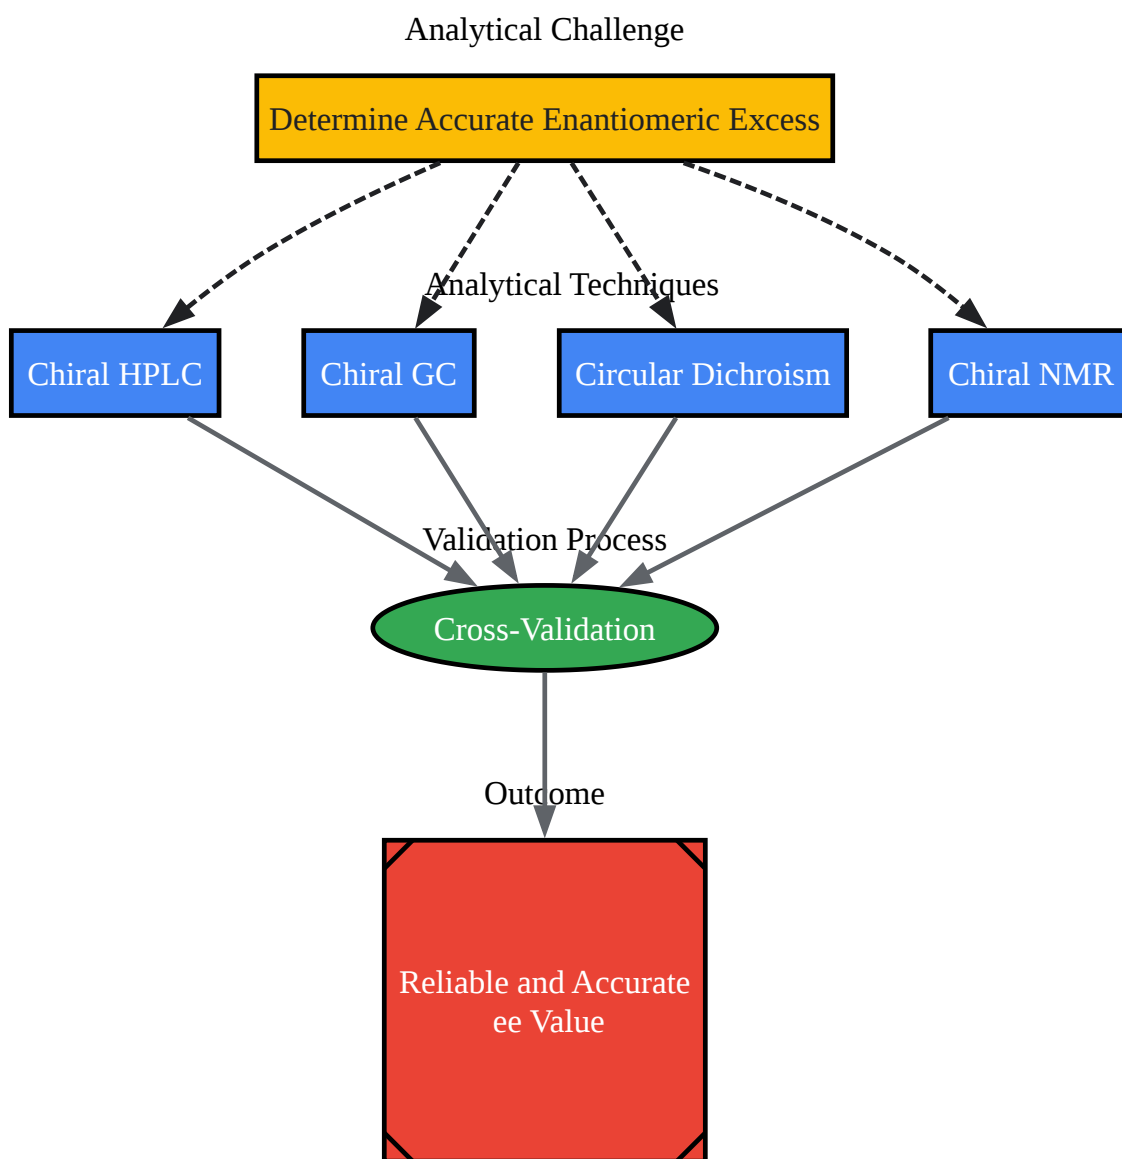 Analytical Challenge
Determine Accurate Enantiomeric Excess
Analytical Techniques
Chiral HPLC
Chiral GC
Circular Dichroism
Chiral NMR
Validation Process
Cross-Validation
Outcome
Reliable and Accurate
ee Value